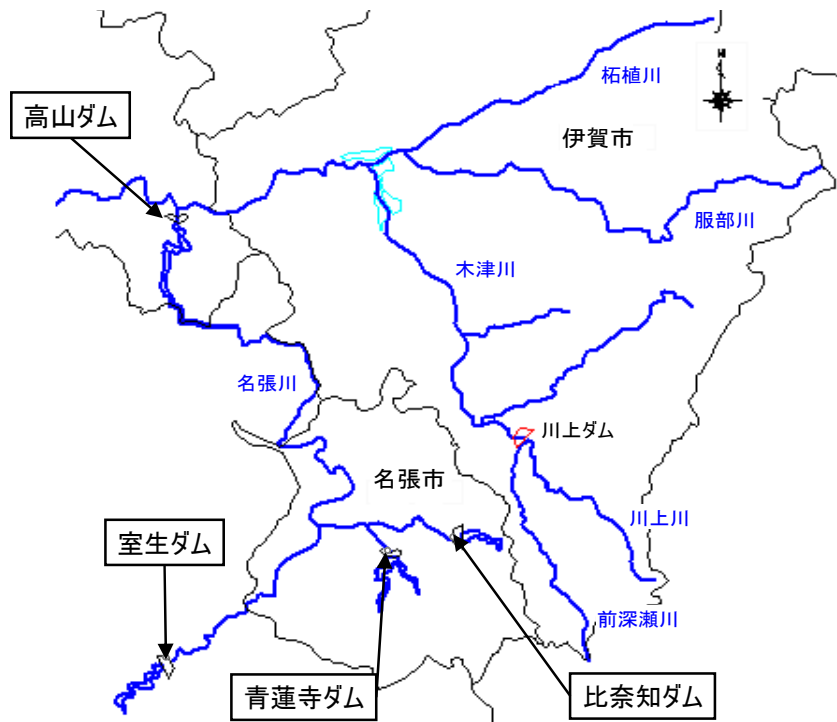 柘植川
高山ダム
伊賀市
服部川
木津川
名張川
川上ダム
名張市
川上川
室生ダム
前深瀬川
青蓮寺ダム
比奈知ダム